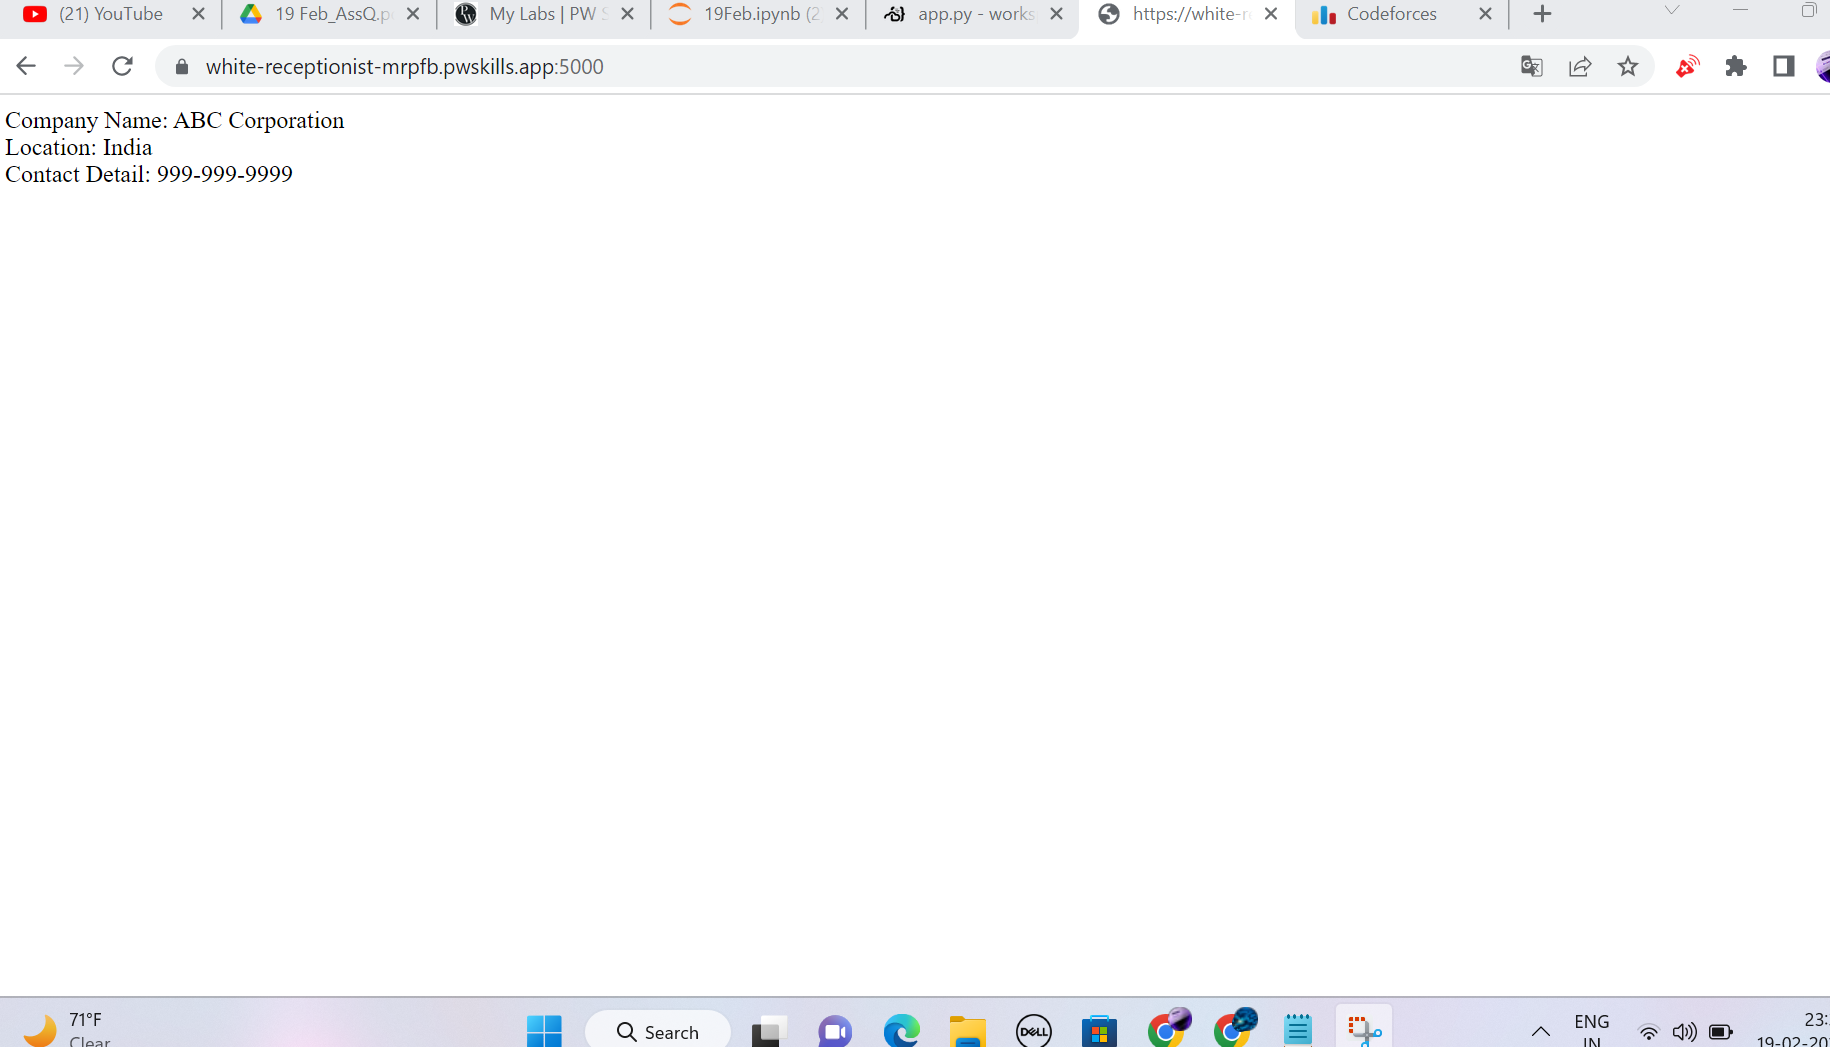 (21) YouTube
19 Feb_AssQ.p
My Labs | PW S
19Feb.ipynb (2
app.py - works
https://white-r
Codeforces
white-receptionist-mrpfb.pwskills.app:5000
Company Name: ABC Corporation
Location: India
Contact Detail: 999-999-9999
71°F
Clear
Search
DELL
ENG
IN
23:
19-02-20